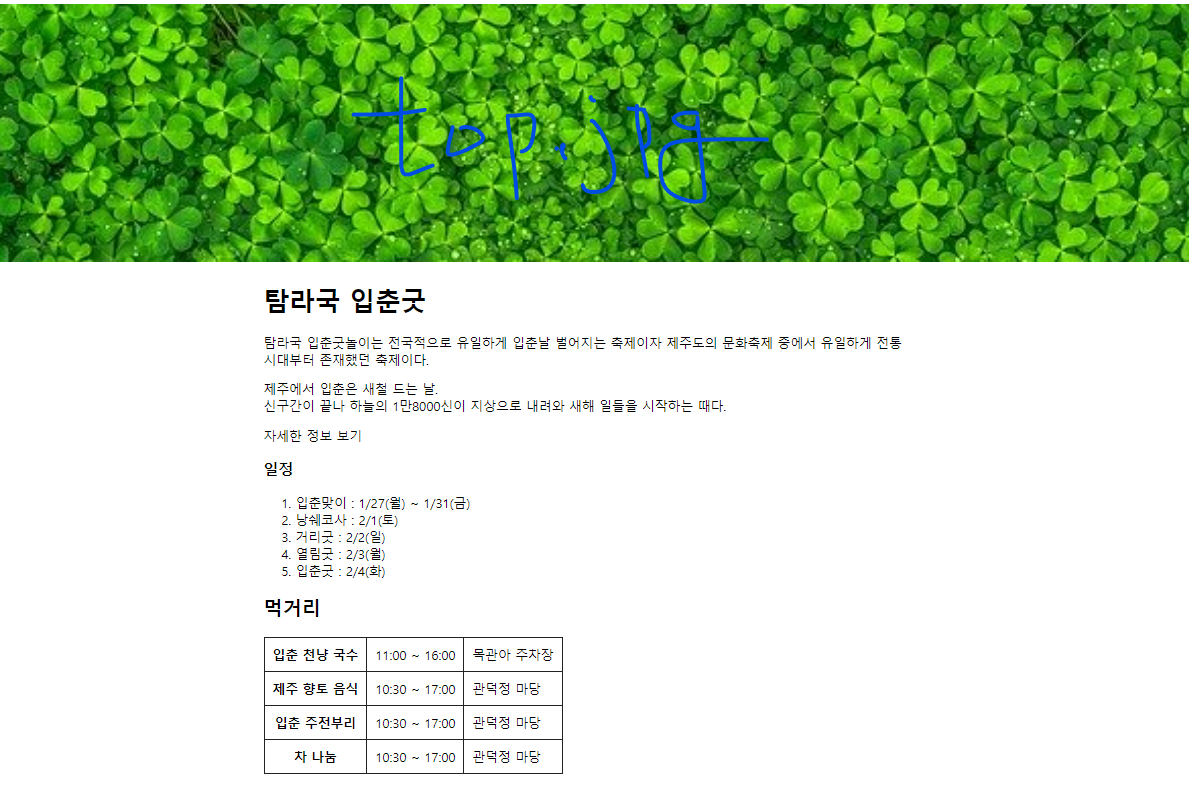 top.jpg
탐라국 입춘굿
탐라국 입춘굿놀이는 전국적으로 유일하게 입춘날 벌어지는 축제이자 제주도의 문화축제 중에서 유일하게 전통
시대부터 존재했던 축제이다.
제주에서 입춘은 새철 드는 날.
신구간이 끝나 하늘의 1만8000신이 지상으로 내려와 새해 일들을 시작하는 때다.
자세한 정보 보기
일정
1. 입춘맞이 : 1/27(월) ~ 1/31(금)
2. 낭쉐코사 : 2/1(토)
3. 거리굿 : 2/2(일)
4. 열림굿 : 2/3(월)
5. 입춘굿 : 2/4(화)
먹거리
입춘 천냥 국수 11:00 ~ 16:00 목관아 주차장
제주 향토 음식 10:30 ~ 17:00 관덕정 마당
입춘 주전부리 10:30 ~ 17:00 관덕정 마당
차 나눔 10:30 ~ 17:00 관덕정 마당